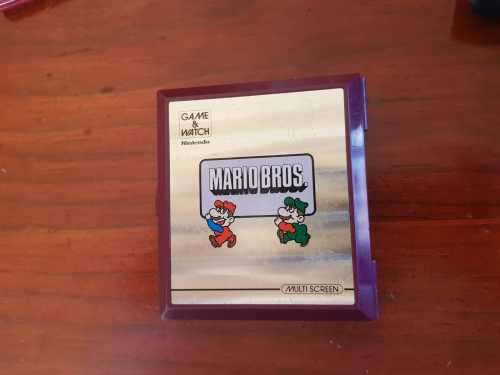 GAME
&
WATCH
Nintendo
MARIO BROS.
MULTI SCREEN